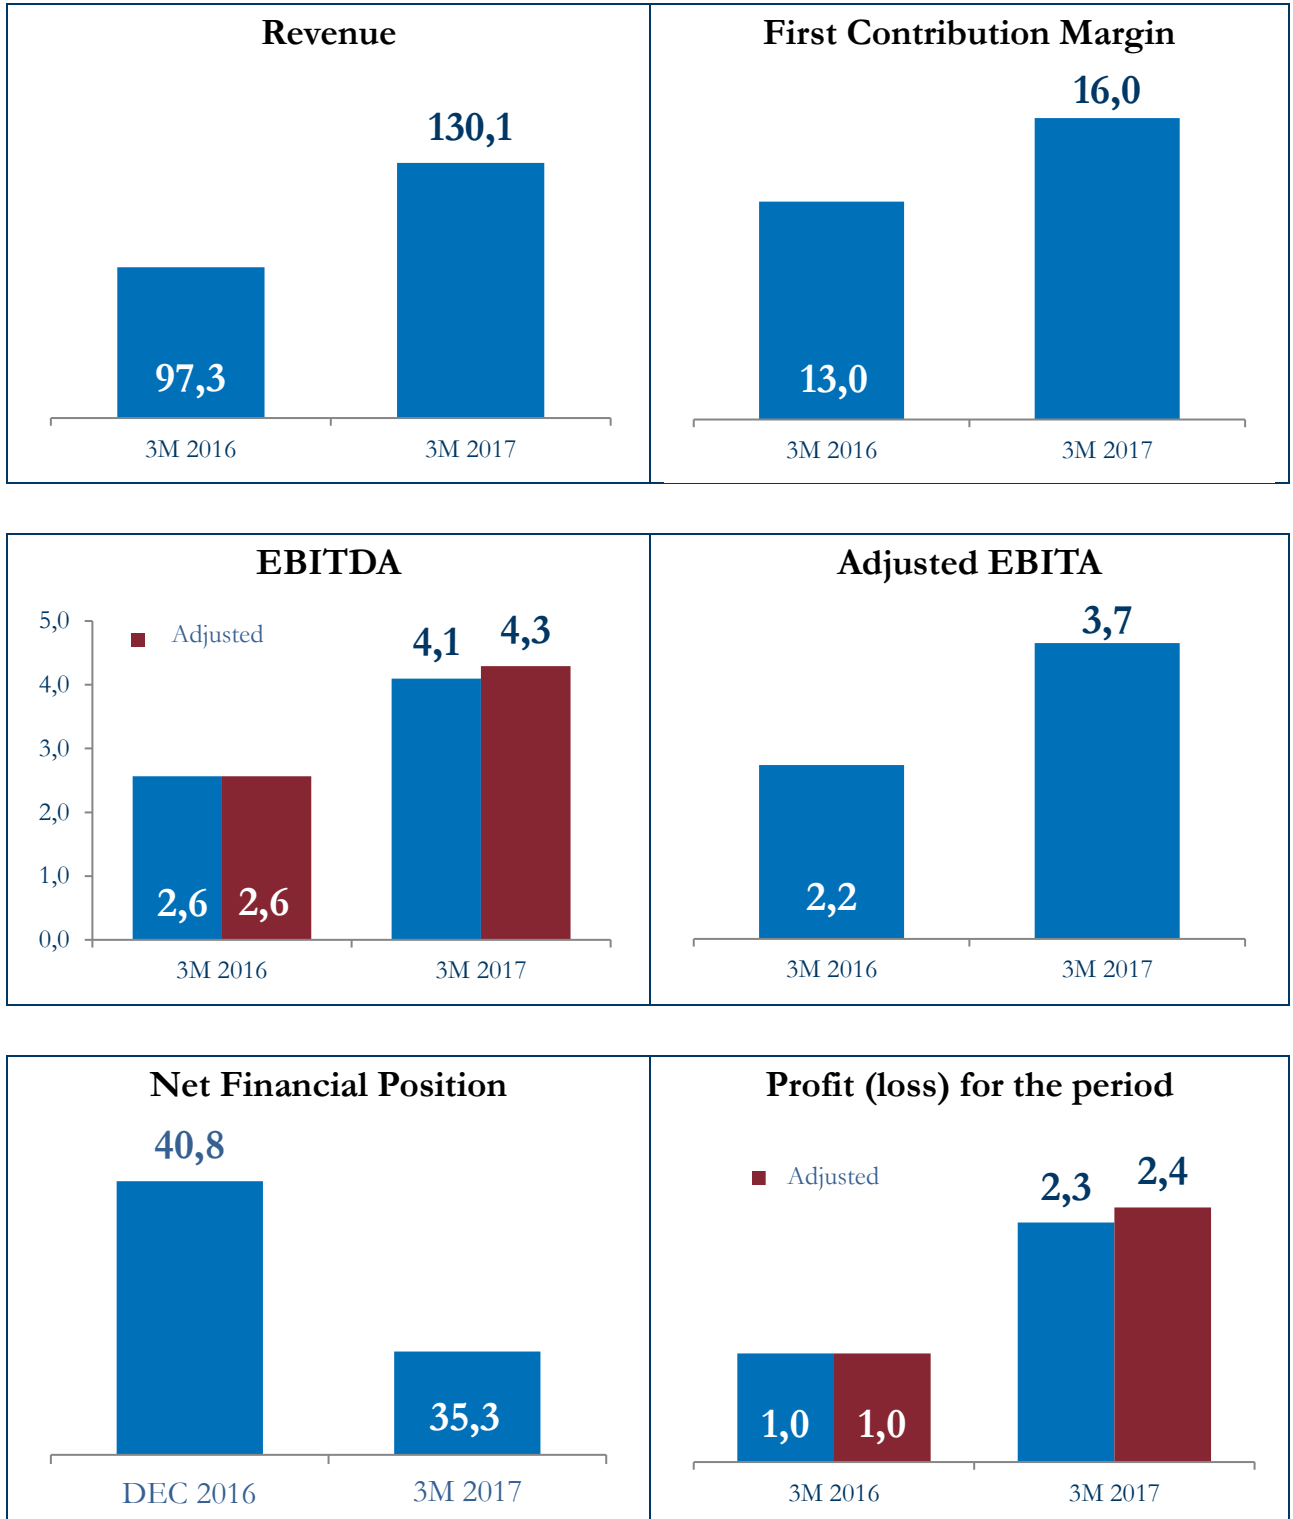 Revenue
130,1
97,3
3M 2016 3M 2017
First Contribution Margin
16,0
13,0
3M 2016 3M 2017
EBITDA
Adjusted
5,0
4,0
3,0
2,0
1,0
0,0
4,1 4,3
2,6 2,6
3M 2016 3M 2017
Adjusted EBITA
3,7
2,2
3M 2016 3M 2017
Net Financial Position
40,8
35,3
DEC 2016 3M 2017
Profit (loss) for the period
Adjusted
2,3 2,4
1,0 1,0
3M 2016 3M 2017